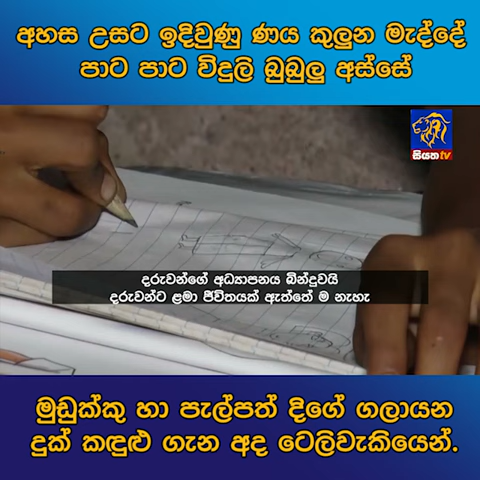 අහස උසට ඉදිවුණු ණය කුලුන මැද්දේ
පාට පාට විදුලි බුබුලු අස්සේ
සියත tv
දරුවන්ගේ අධ්‍යාපනය බින්දුවයි
දරුවන්ට ළමා ජීවිතයක් ඇත්තේ ම නැහැ
මුඩුක්කු හා පැල්පත් දිගේ ගලායන
දුක් කඳුළු ගැන අද ටෙලිවැකියෙන්.